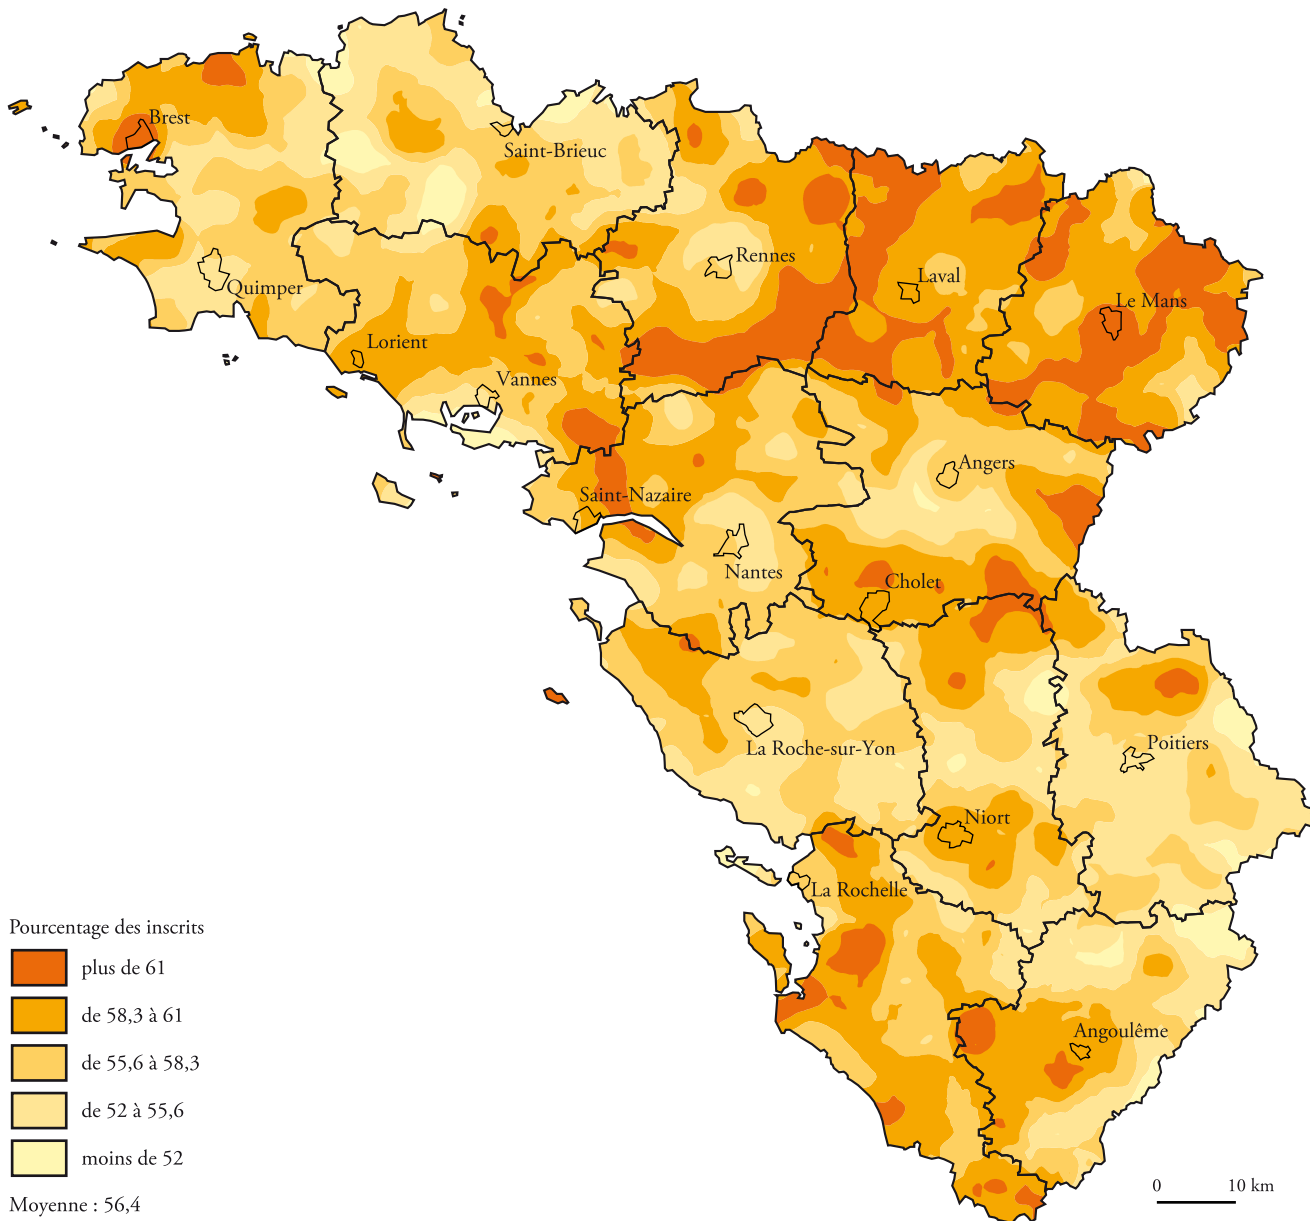 Brest
Saint-Brieuc
Rennes
Laval
Quimper
Le Mans
Lorient
Vannes
Angers
Saint-Nazaire
Nantes
Cholet
La Roche-sur-Yon
Poitiers
Niort
La Rochelle
Angoulême
Pourcentage des inscrits
plus de 61
de 58,3 à 61
de 55,6 à 58,3
de 52 à 55,6
moins de 52
Moyenne : 56,4
0 10 km